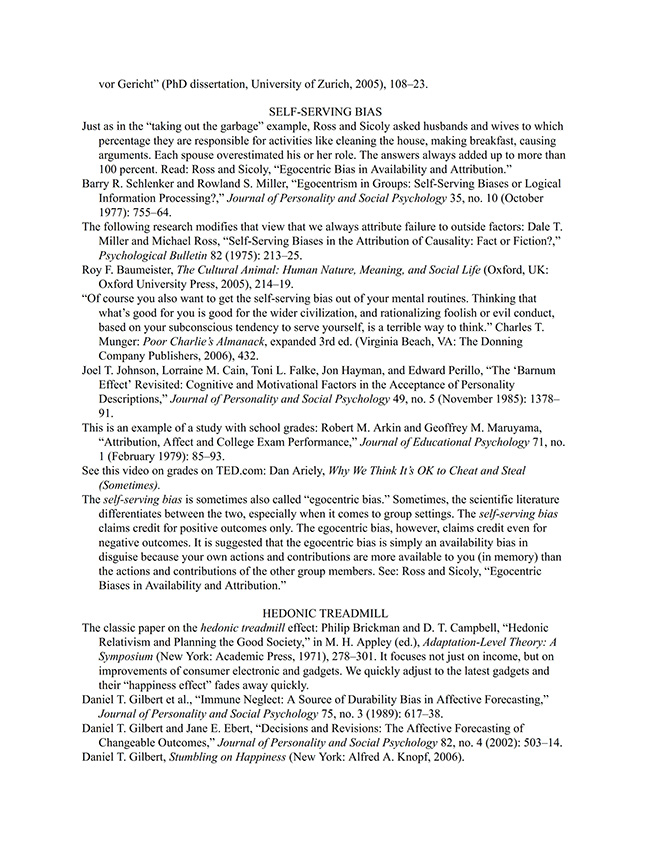 vor Gericht” (PhD dissertation, University of Zurich, 2005), 108–23.
SELF-SERVING BIAS
Just as in the “taking out the garbage” example, Ross and Sicoly asked husbands and wives to which
percentage they are responsible for activities like cleaning the house, making breakfast, causing
arguments. Each spouse overestimated his or her role. The answers always added up to more than
100 percent. Read: Ross and Sicoly, “Egocentric Bias in Availability and Attribution.”
Barry R. Schlenker and Rowland S. Miller, “Egocentrism in Groups: Self-Serving Biases or Logical
Information Processing?,” Journal of Personality and Social Psychology 35, no. 10 (October
1977): 755–64.
The following research modifies that view that we always attribute failure to outside factors: Dale T.
Miller and Michael Ross, “Self-Serving Biases in the Attribution of Causality: Fact or Fiction?,”
Psychological Bulletin 82 (1975): 213–25.
Roy F. Baumeister, The Cultural Animal: Human Nature, Meaning, and Social Life (Oxford, UK:
Oxford University Press, 2005), 214–19.
“Of course you also want to get the self-serving bias out of your mental routines. Thinking that
what’s good for you is good for the wider civilization, and rationalizing foolish or evil conduct,
based on your subconscious tendency to serve yourself, is a terrible way to think.” Charles T.
Munger: Poor Charlie’s Almanack, expanded 3rd ed. (Virginia Beach, VA: The Donning
Company Publishers, 2006), 432.
Joel T. Johnson, Lorraine M. Cain, Toni L. Falke, Jon Hayman, and Edward Perillo, “The ‘Barnum
Effect’ Revisited: Cognitive and Motivational Factors in the Acceptance of Personality
Descriptions,” Journal of Personality and Social Psychology 49, no. 5 (November 1985): 1378–
91.
This is an example of a study with school grades: Robert M. Arkin and Geoffrey M. Maruyama,
“Attribution, Affect and College Exam Performance,” Journal of Educational Psychology 71, no.
1 (February 1979): 85–93.
See this video on grades on TED.com: Dan Ariely, Why We Think It’s OK to Cheat and Steal
(Sometimes).
The self-serving bias is sometimes also called “egocentric bias.” Sometimes, the scientific literature
differentiates between the two, especially when it comes to group settings. The self-serving bias
claims credit for positive outcomes only. The egocentric bias, however, claims credit even for
negative outcomes. It is suggested that the egocentric bias is simply an availability bias in
disguise because your own actions and contributions are more available to you (in memory) than
the actions and contributions of the other group members. See: Ross and Sicoly, “Egocentric
Biases in Availability and Attribution.”
HEDONIC TREADMILL
The classic paper on the hedonic treadmill effect: Philip Brickman and D. T. Campbell, “Hedonic
Relativism and Planning the Good Society,” in M. H. Appley (ed.), Adaptation-Level Theory: A
Symposium (New York: Academic Press, 1971), 278–301. It focuses not just on income, but on
improvements of consumer electronic and gadgets. We quickly adjust to the latest gadgets and
their “happiness effect” fades away quickly.
Daniel T. Gilbert et al., “Immune Neglect: A Source of Durability Bias in Affective Forecasting,”
Journal of Personality and Social Psychology 75, no. 3 (1989): 617–38.
Daniel T. Gilbert and Jane E. Ebert, “Decisions and Revisions: The Affective Forecasting of
Changeable Outcomes,” Journal of Personality and Social Psychology 82, no. 4 (2002): 503–14.
Daniel T. Gilbert, Stumbling on Happiness (New York: Alfred A. Knopf, 2006).